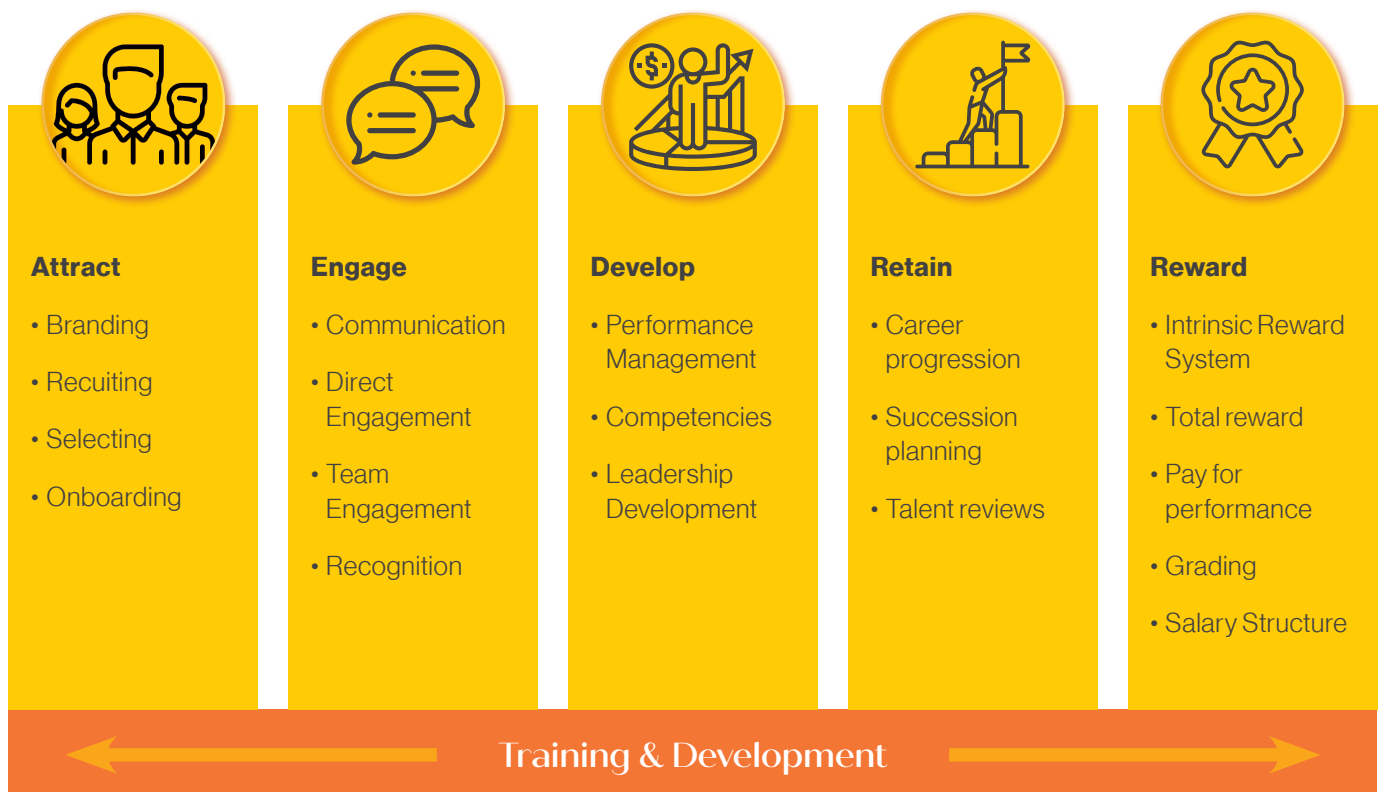 Attract
• Branding
• Recuiting
• Selecting
• Onboarding
Engage
• Communication
• Direct
Engagement
• Team
Engagement
• Recognition
Develop
• Performance
Management
• Competencies
• Leadership
Development
Retain
• Career
progression
• Succession
planning
• Talent reviews
Reward
• Intrinsic Reward
System
• Total reward
• Pay for
performance
• Grading
• Salary Structure
Training & Development